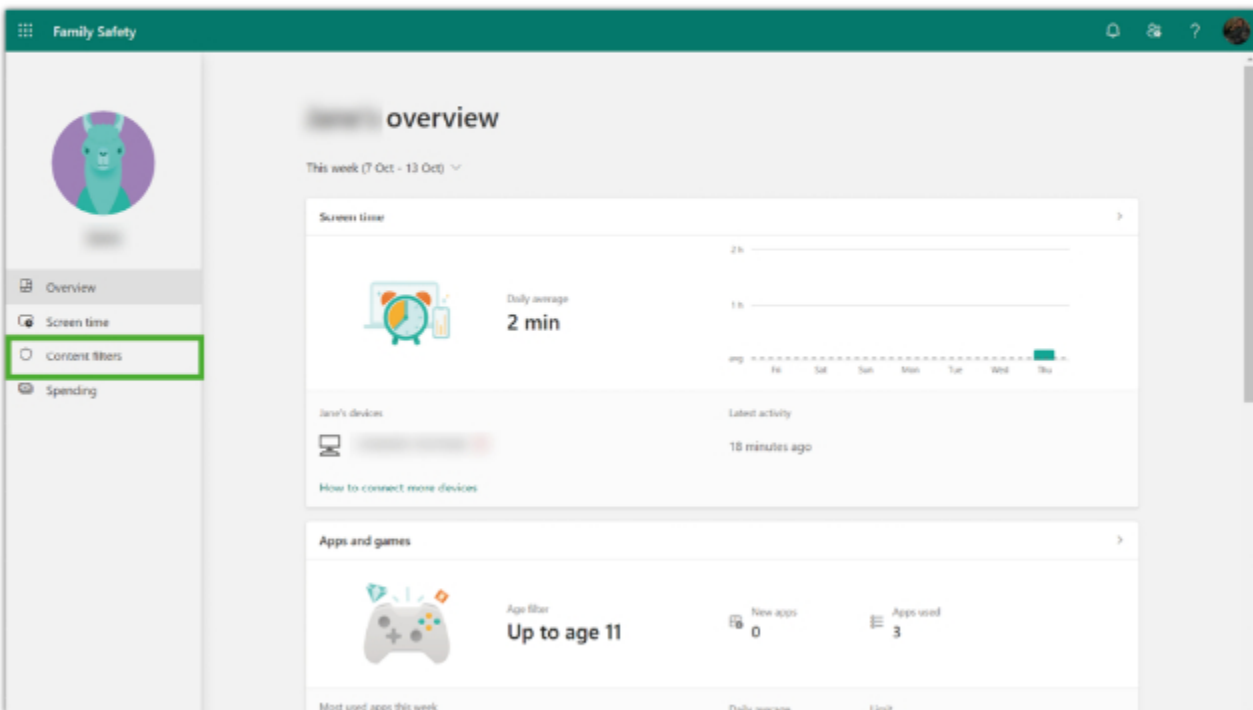 Family Safety
?
overview
This week (7 Oct - 13 Oct)
Overview
Screen time
Content filters
Spending
Screen time
Daily average
2 min
2 h
1 h
avg
Fri Sat Sun Mon Tue Wed Thu
Jane's devices
Latest activity
18 minutes ago
How to connect more devices
Apps and games
Age filter
Up to age 11
New apps
0
Apps used
3
Most used apps this week
Daily average
Limit